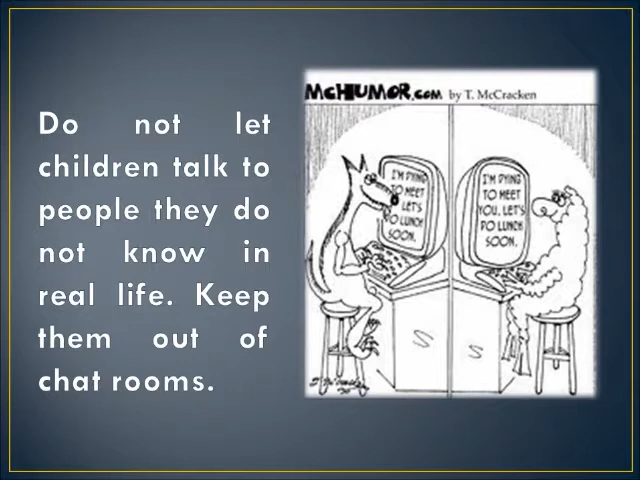 Do not let
children talk to
people they do
not know in
real life. Keep
them out of
chat rooms.
McHUMOR.com by T. McCracken
I'M DYING
TO MEET
LET'S
DO LUNCH
SOON.
I'M DYING
TO MEET
YOU. LET'S
DO LUNCH
SOON.